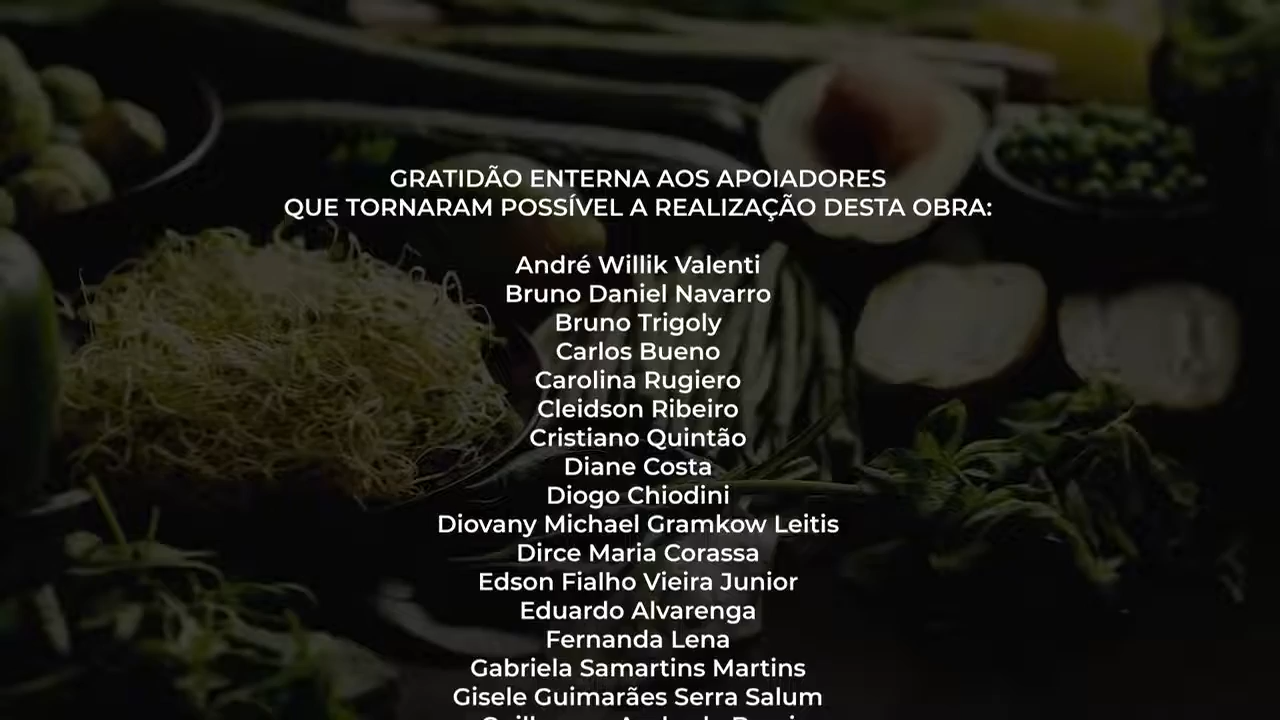 GRATIDÃO ENTERNA AOS APOIADORES
QUE TORNARAM POSSÍVEL A REALIZAÇÃO DESTA OBRA:
André Willik Valenti
Bruno Daniel Navarro
Bruno Trigoly
Carlos Bueno
Carolina Rugiero
Cleidson Ribeiro
Cristiano Quintão
Diane Costa
Diogo Chiodini
Diovany Michael Gramkow Leitis
Dirce Maria Corassa
Edson Fialho Vieira Junior
Eduardo Alvarenga
Fernanda Lena
Gabriela Samartins Martins
Gisele Guimarães Serra Salum